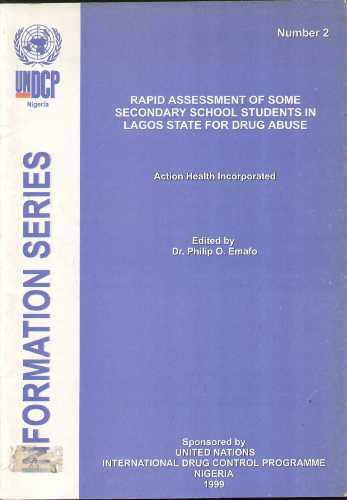 Number 2
UNDCP
Nigeria
INFORMATION SERIES
RAPID ASSESSMENT OF SOME
SECONDARY SCHOOL STUDENTS IN
LAGOS STATE FOR DRUG ABUSE
Action Health Incorporated
Edited by
Dr. Philip O. Emafo
Sponsored by
UNITED NATIONS
INTERNATIONAL DRUG CONTROL PROGRAMME
NIGERIA
1999